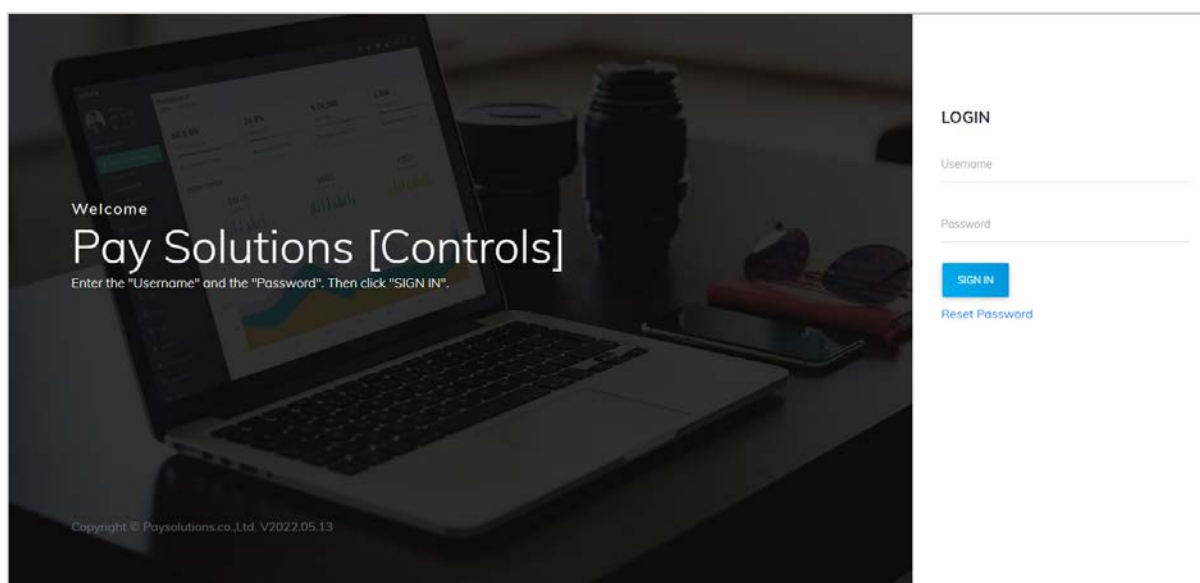 Welcome
Pay Solutions [Controls]
Enter the "Username" and the "Password". Then click "SIGN IN".
Copyright © Paysolutions.co.,Ltd. V2022.05.13
LOGIN
Username
Password
SIGN IN
Reset Password